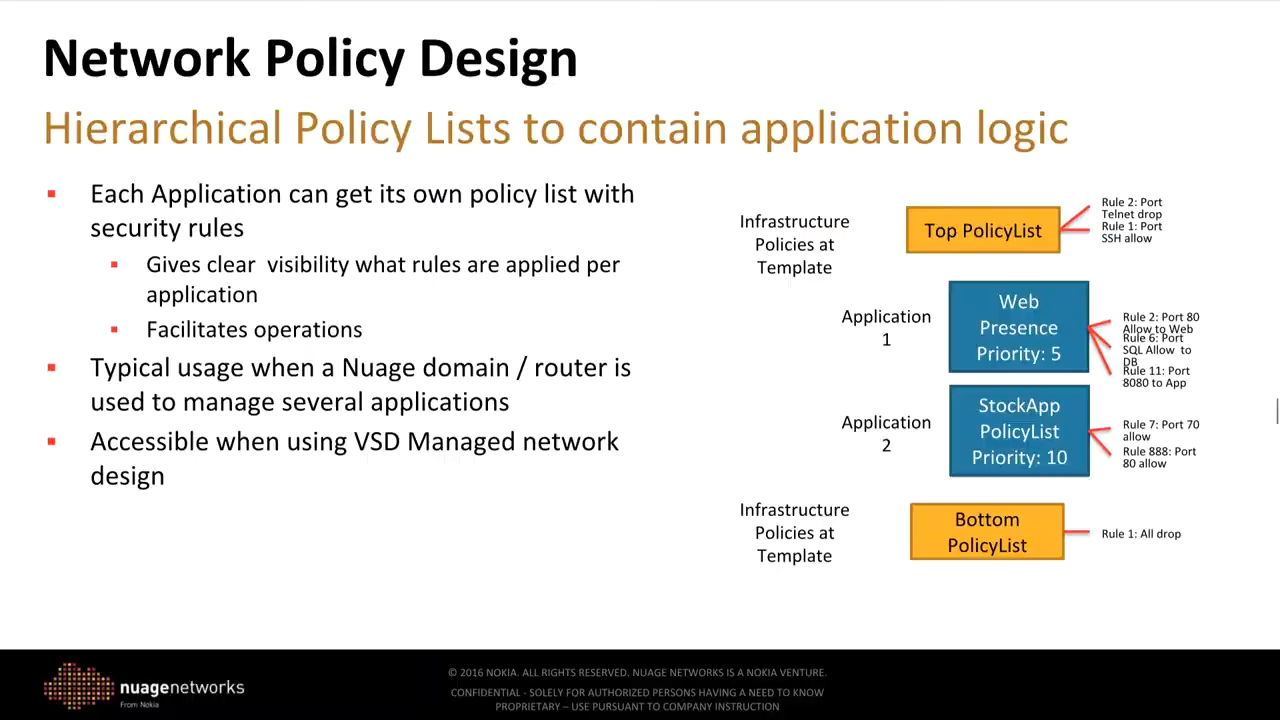 Network Policy Design
Hierarchical Policy Lists to contain application logic
Each Application can get its own policy list with
security rules
Gives clear visibility what rules are applied per
application
Facilitates operations
Typical usage when a Nuage domain / router is
used to manage several applications
Accessible when using VSD Managed network
design
Infrastructure
Policies at
Template
Top PolicyList
Rule 2: Port
Telnet drop
Rule 1: Port
SSH allow
Application
1
Web
Presence
Priority: 5
Rule 2: Port 80
Allow to Web
Rule 6: Port
SQL Allow to
DB
Rule 11: Port
8080 to App
Application
2
StockApp
PolicyList
Priority: 10
Rule 7: Port 70
allow
Rule 888: Port
80 allow
Infrastructure
Policies at
Template
Bottom
PolicyList
Rule 1: All drop
nuagenetworks
From Nokia
© 2016 NOKIA. ALL RIGHTS RESERVED, NUAGE NETWORKS IS A NOKIA VENTURE.
CONFIDENTIAL - SOLELY FOR AUTHORIZED PERSONS HAVING A NEED TO KNOW
PROPRIETARY – USE PURSUANT TO COMPANY INSTRUCTION